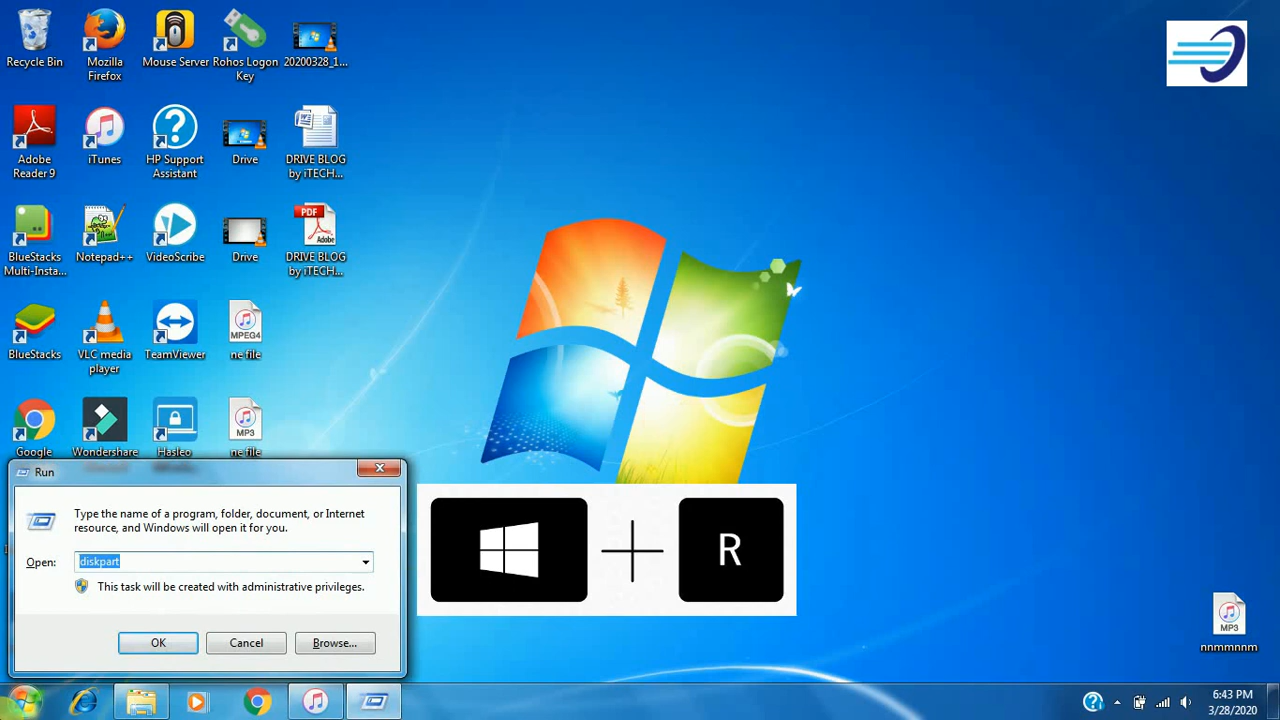 Recycle Bin
Mozilla
Firefox
Mouse Server
Rohos Logon
Key
20200328_1...
Adobe
Reader 9
iTunes
HP Support
Assistant
Drive
DRIVE BLOG
by iTECH...
BlueStacks
Multi-Insta...
Notepad++
VideoScribe
Drive
PDF
Adobe
DRIVE BLOG
by iTECH...
BlueStacks
VLC media
player
TeamViewer
MPEG4
ne file
Google
Wondershare
Hasleo
MP3
ne file
Run
Type the name of a program, folder, document, or Internet
resource, and Windows will open it for you.
Open:
diskpart
This task will be created with administrative privileges.
OK
Cancel
Browse...
R
MP3
nnmmnnm
6:43 PM
3/28/2020